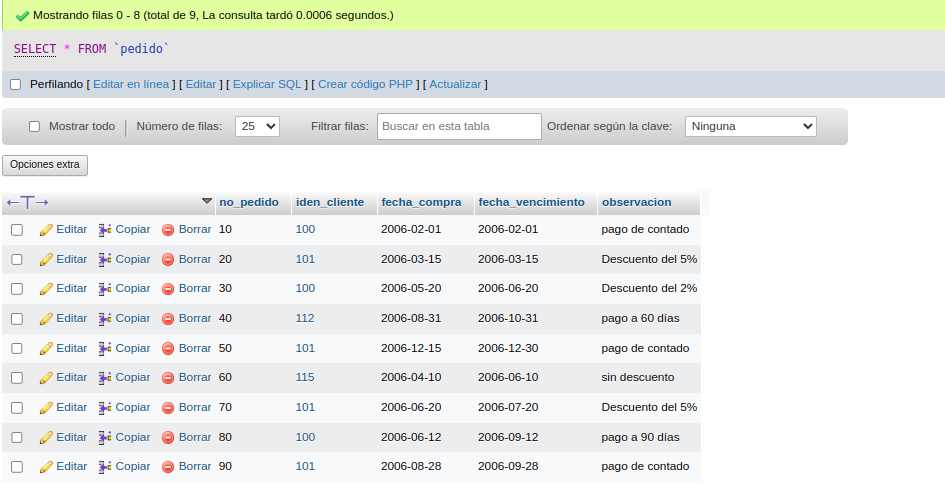 Mostrando filas 0 - 8 (total de 9, La consulta tardó 0.0006 segundos.)
SELECT * FROM `pedido`
Perfilando [ Editar en línea ] [ Editar ] [ Explicar SQL ] [ Crear código PHP ] [ Actualizar ]
Mostrar todo Número de filas: 25 Filtrar filas: Buscar en esta tabla Ordenar según la clave: Ninguna
Opciones extra
←T→ no_pedido iden_cliente fecha_compra fecha_vencimiento observacion
Editar Copiar Borrar 10 100 2006-02-01 2006-02-01 pago de contado
Editar Copiar Borrar 20 101 2006-03-15 2006-03-15 Descuento del 5%
Editar Copiar Borrar 30 100 2006-05-20 2006-06-20 Descuento del 2%
Editar Copiar Borrar 40 112 2006-08-31 2006-10-31 pago a 60 días
Editar Copiar Borrar 50 101 2006-12-15 2006-12-30 pago de contado
Editar Copiar Borrar 60 115 2006-04-10 2006-06-10 sin descuento
Editar Copiar Borrar 70 101 2006-06-20 2006-07-20 Descuento del 5%
Editar Copiar Borrar 80 100 2006-06-12 2006-09-12 pago a 90 días
Editar Copiar Borrar 90 101 2006-08-28 2006-09-28 pago de contado